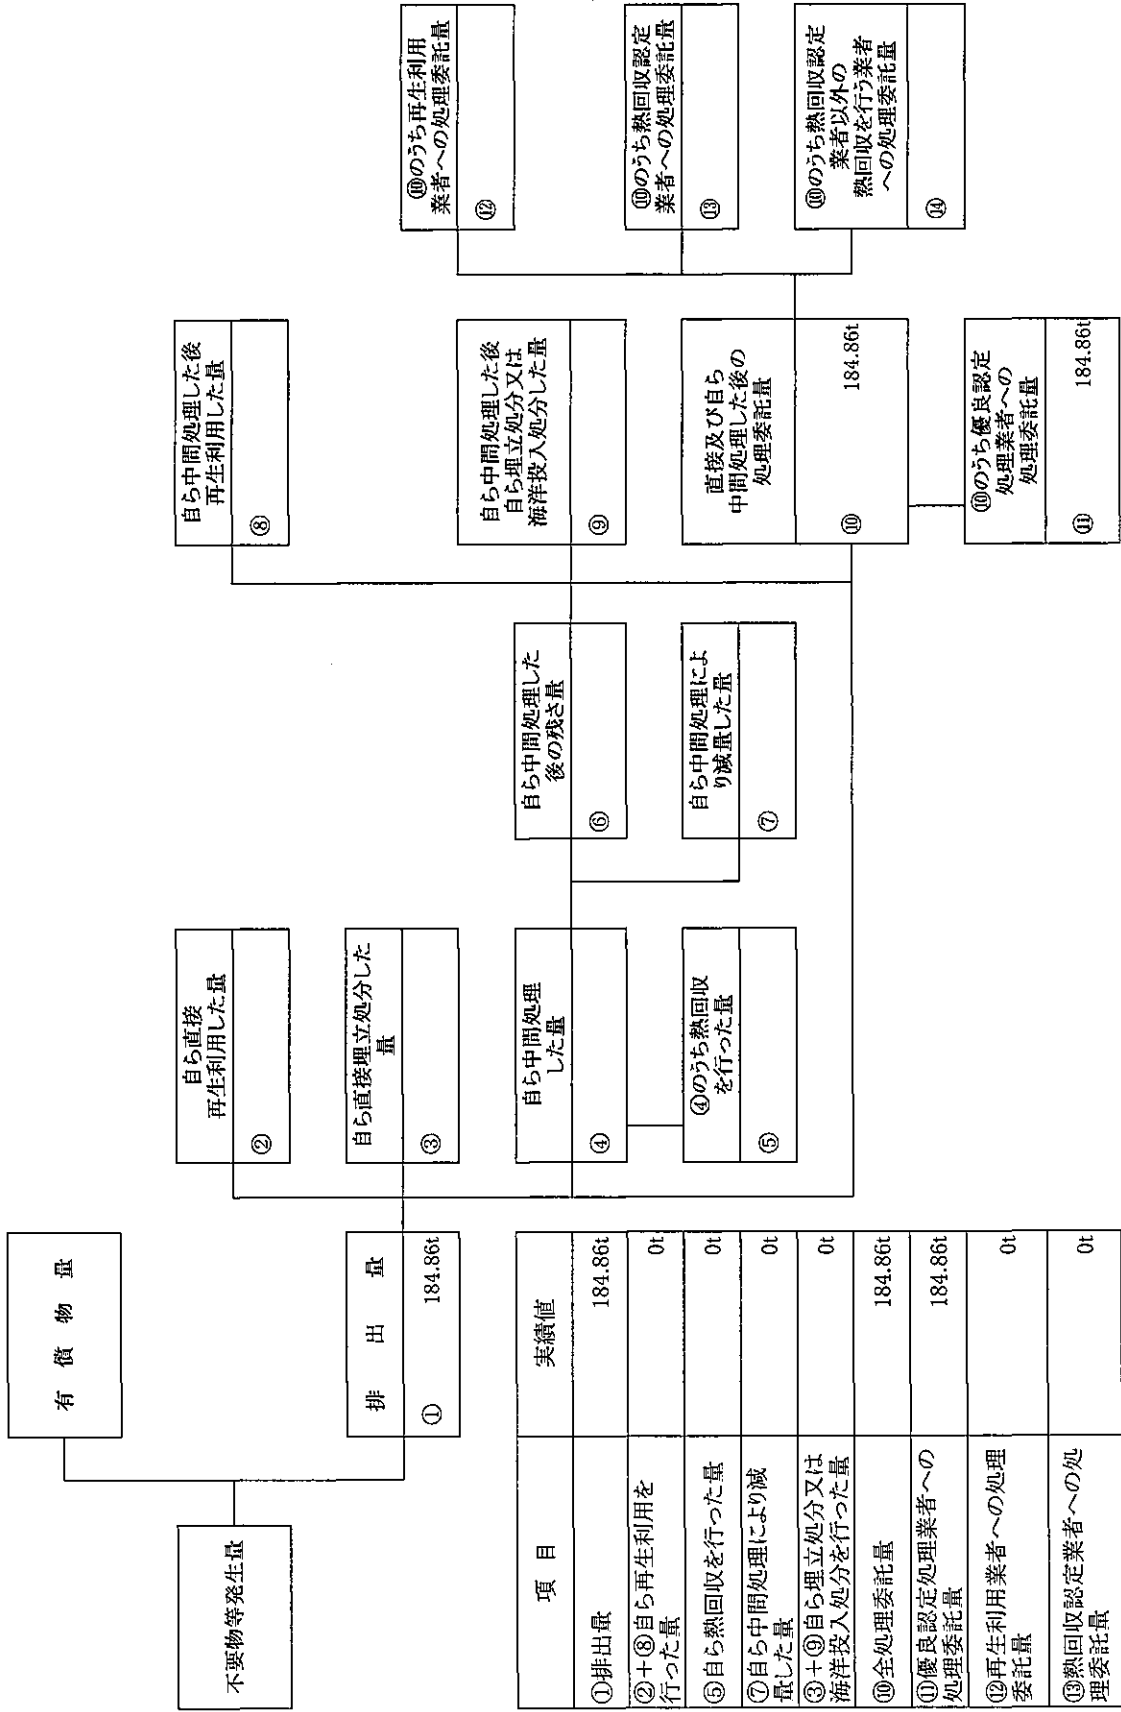 不要物等発生量
有　償　物　量
排　出　量
① 184.86t
自ら直接
再生利用した量
②
自ら直接埋立処分した
量
③
自ら中間処理
した量
④
④のうち熱回収
を行った量
⑤
自ら中間処理した
後の残さ量
⑥
自ら中間処理によ
り減量した量
⑦
自ら中間処理した後
再生利用した量
⑧
自ら中間処理した後
自ら埋立処分又は
海洋投入処分した量
⑨
直接及び自ら
中間処理した後の
処理委託量
⑩ 184.86t
⑩のうち優良認定
処理業者への
処理委託量
⑪ 184.86t
⑩のうち再生利用
業者への処理委託量
⑫
⑩のうち熱回収認定
業者への処理委託量
⑬
⑩のうち熱回収認定
業者以外の
熱回収を行う業者
への処理委託量
⑭
項　目 実績値
①排出量 184.86t
②＋⑧自ら再生利用を
行った量 0t
⑤自ら熱回収を行った量 0t
⑦自ら中間処理により減
量した量 0t
③＋⑨自ら埋立処分又は
海洋投入処分を行った量 0t
⑩全処理委託量 184.86t
⑪優良認定処理業者への
処理委託量 184.86t
⑫再生利用業者への処理
委託量 0t
⑬熱回収認定業者への処
理委託量 0t